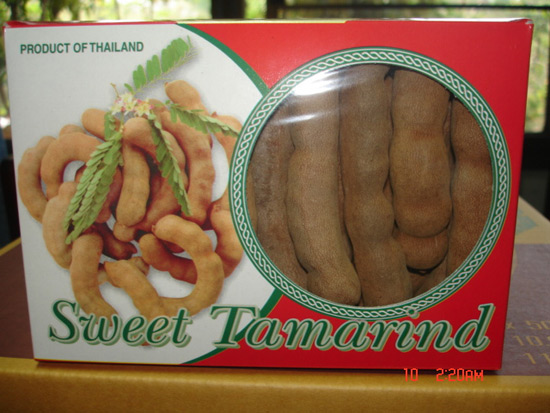 PRODUCT OF THAILAND
Sweet Tamarind
10 2:20AM